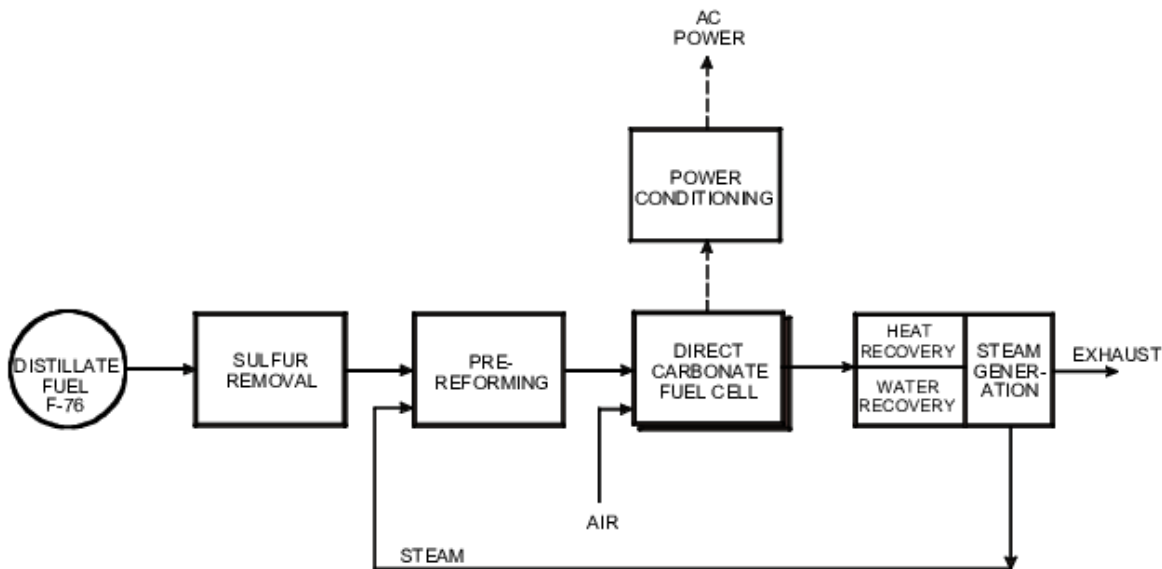 AC
POWER
POWER
CONDITIONING
DISTILLATE
FUEL
F-76
SULFUR
REMOVAL
PRE-
REFORMING
DIRECT
CARBONATE
FUEL CELL
HEAT
RECOVERY
WATER
RECOVERY
STEAM
GENER-
ATION
EXHAUST
AIR
STEAM